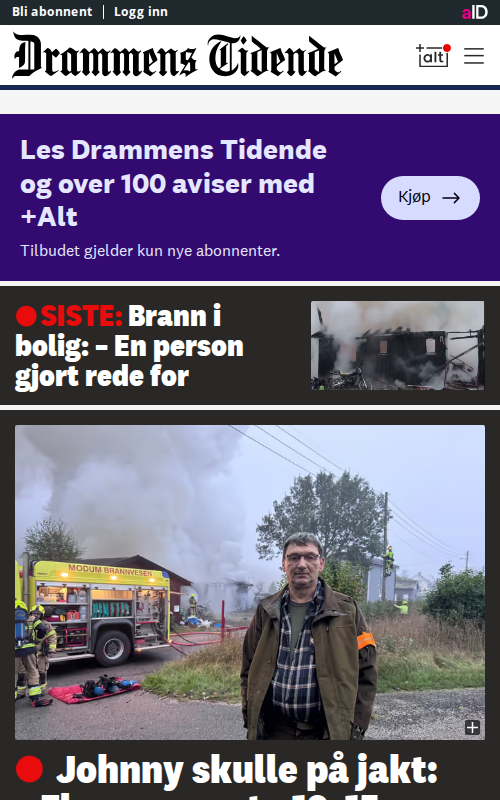 Bli abonnent | Logg inn
aID
Drammens Tidende
+alt
Les Drammens Tidende
og over 100 aviser med
+Alt
Kjøp →
Tilbudet gjelder kun nye abonnenter.
SISTE: Brann i
bolig: – En person
gjort rede for
MODUM BRANNVESEN
Johnny skulle på jakt: